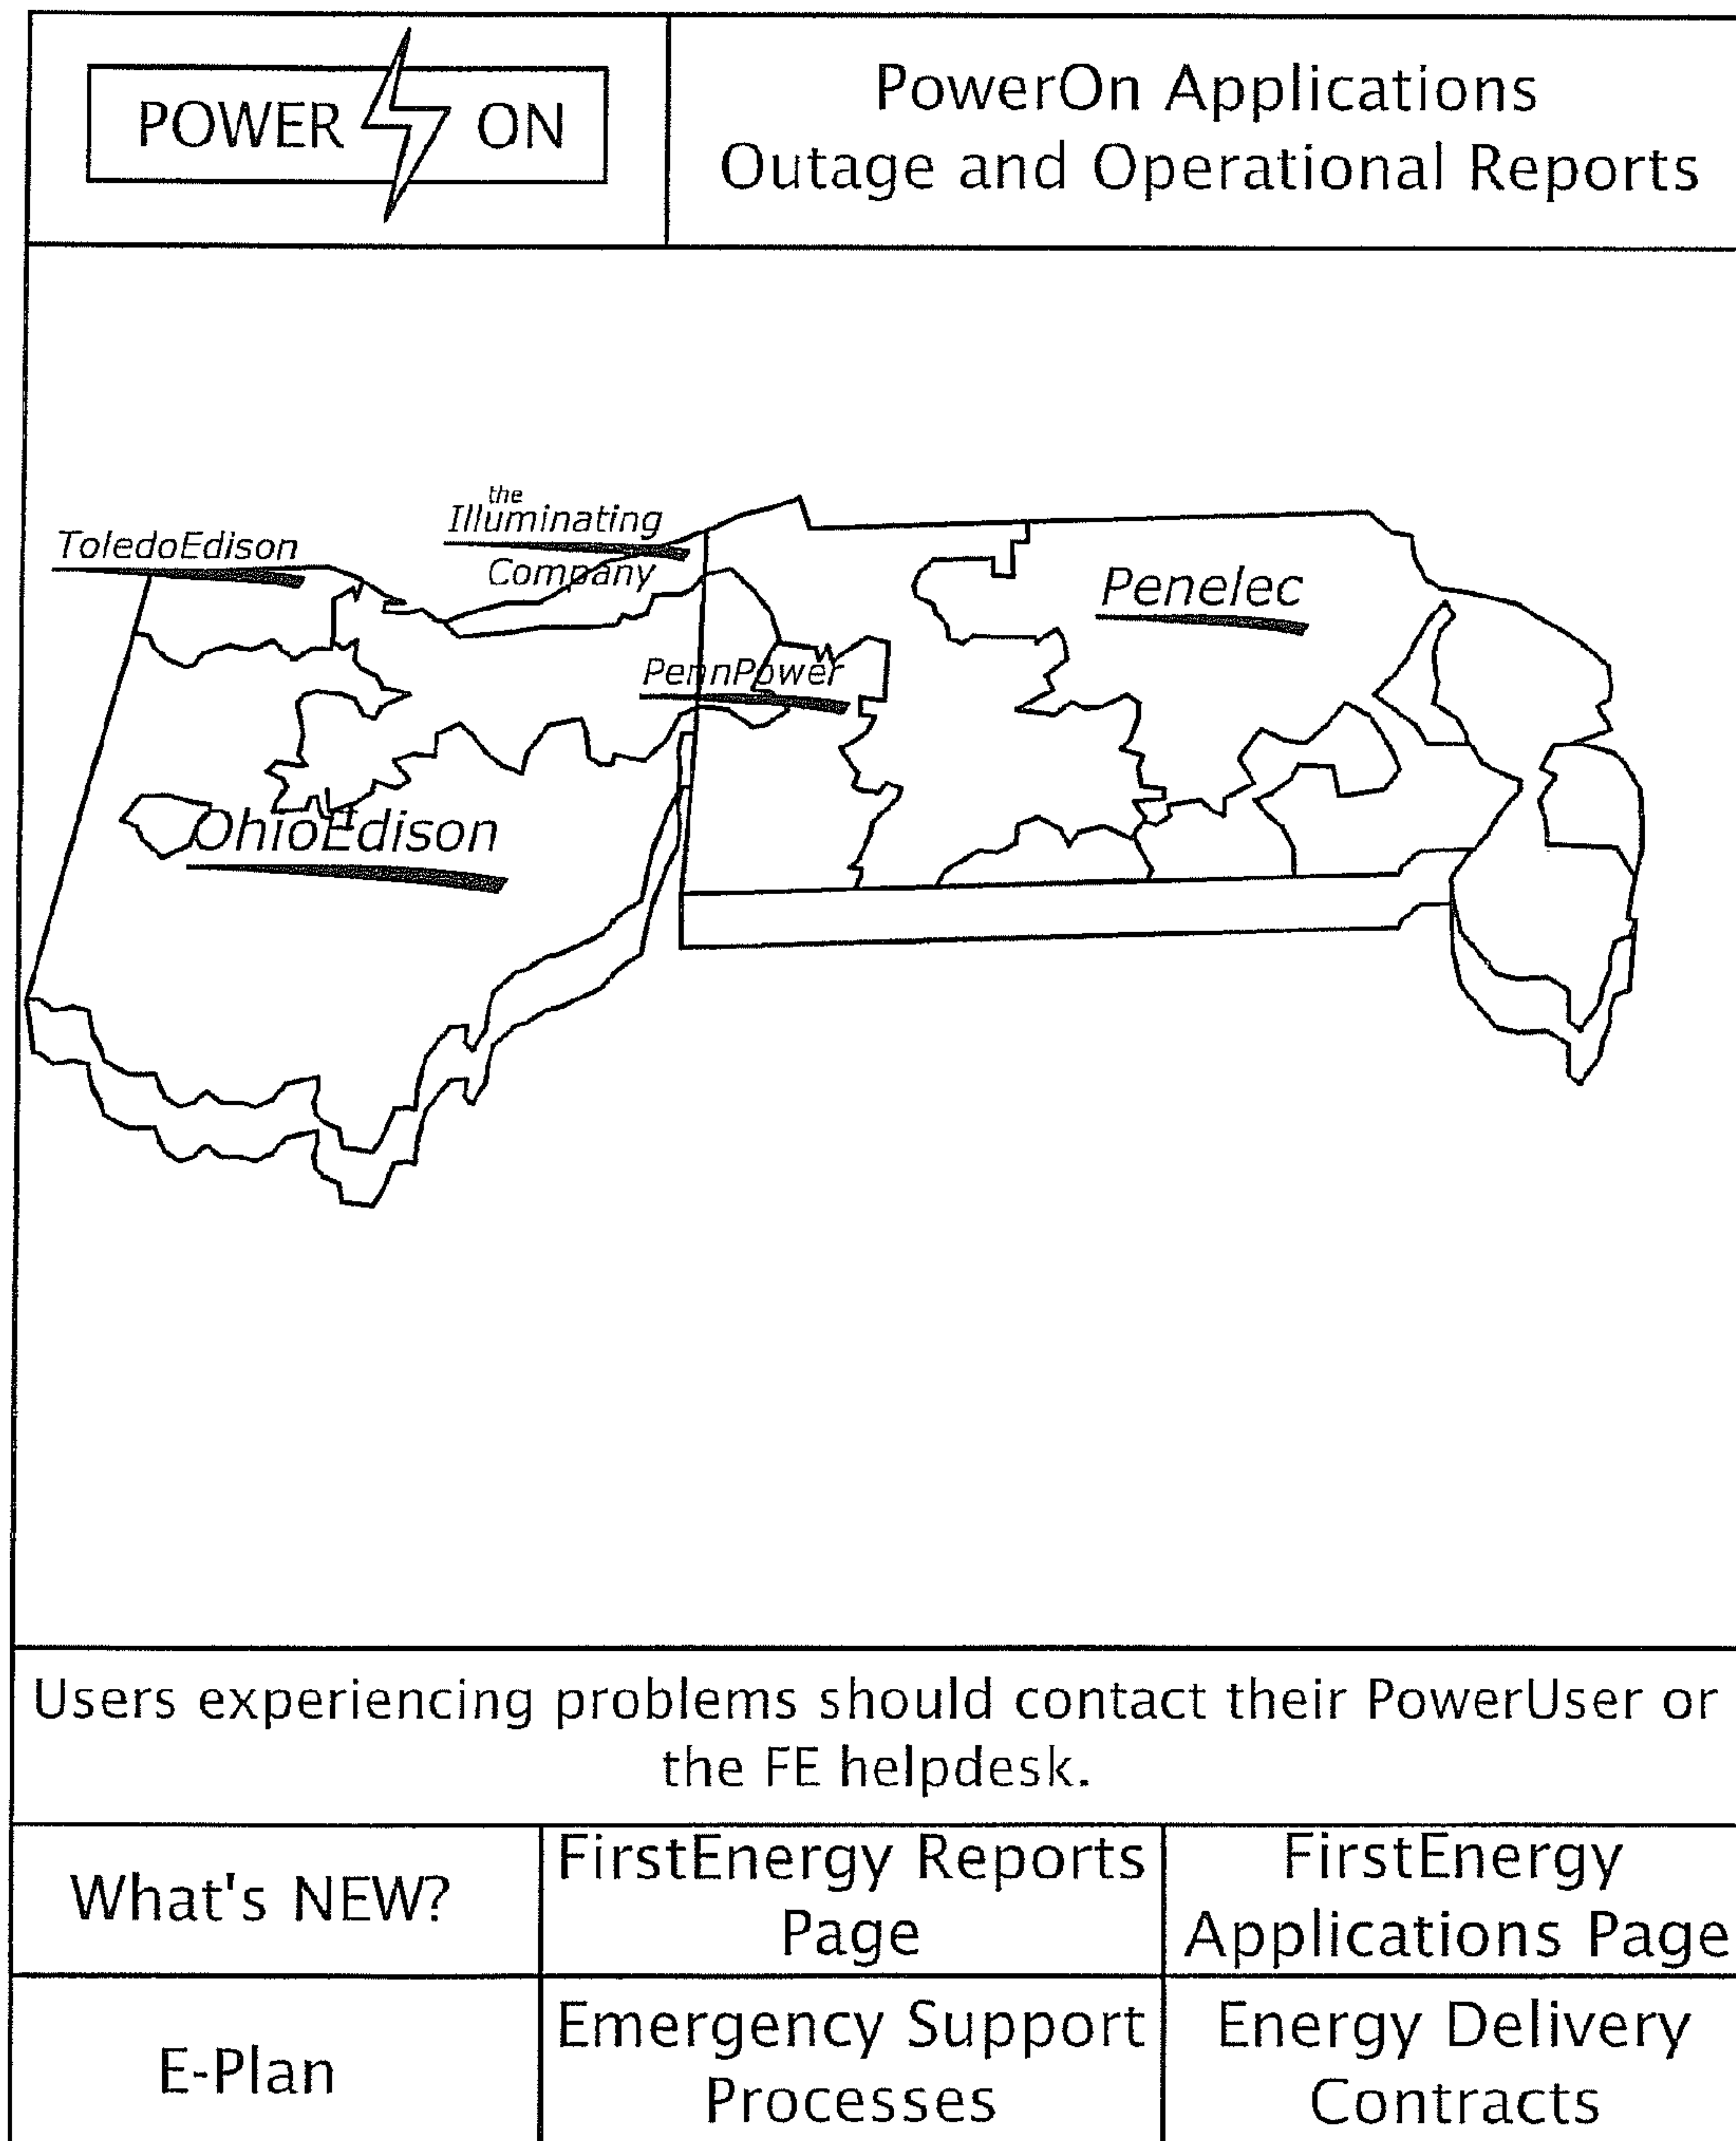 POWER ON
PowerOn Applications
Outage and Operational Reports
the
Illuminating
Company
ToledoEdison
Penelec
PennPower
OhioEdison
Users experiencing problems should contact their PowerUser or
the FE helpdesk.
What's NEW?
FirstEnergy Reports
Page
FirstEnergy
Applications Page
E-Plan
Emergency Support
Processes
Energy Delivery
Contracts